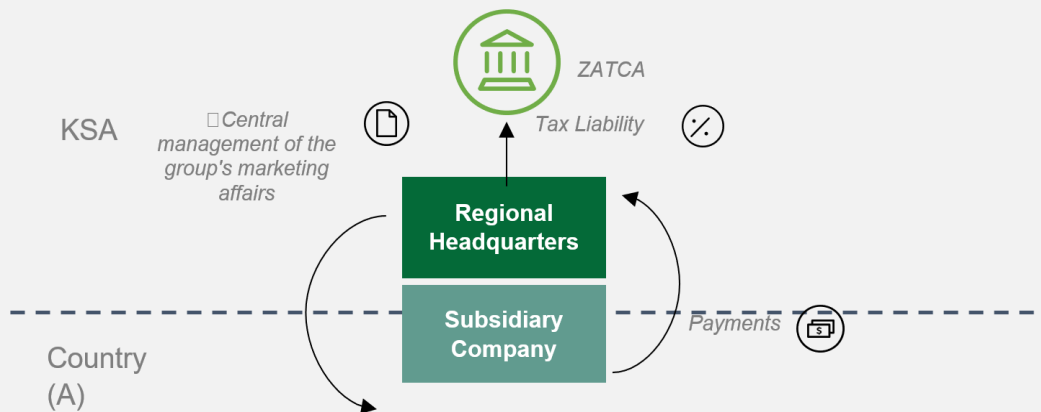 ZATCA
KSA
□Central
management of the
group's marketing
affairs
Tax Liability
Regional
Headquarters
Subsidiary
Company
Payments
$
Country
(A)